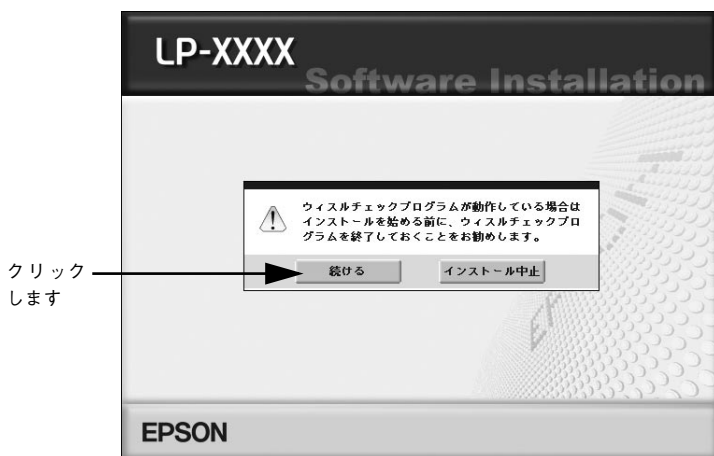 LP-XXXX
Software Installation
ウィスルチェックプログラムが動作している場合は
インストールを始める前に、ウィスルチェックプロ
グラムを終了しておくことをお勧めします。
クリック
します
続ける
インストール中止
EPSON